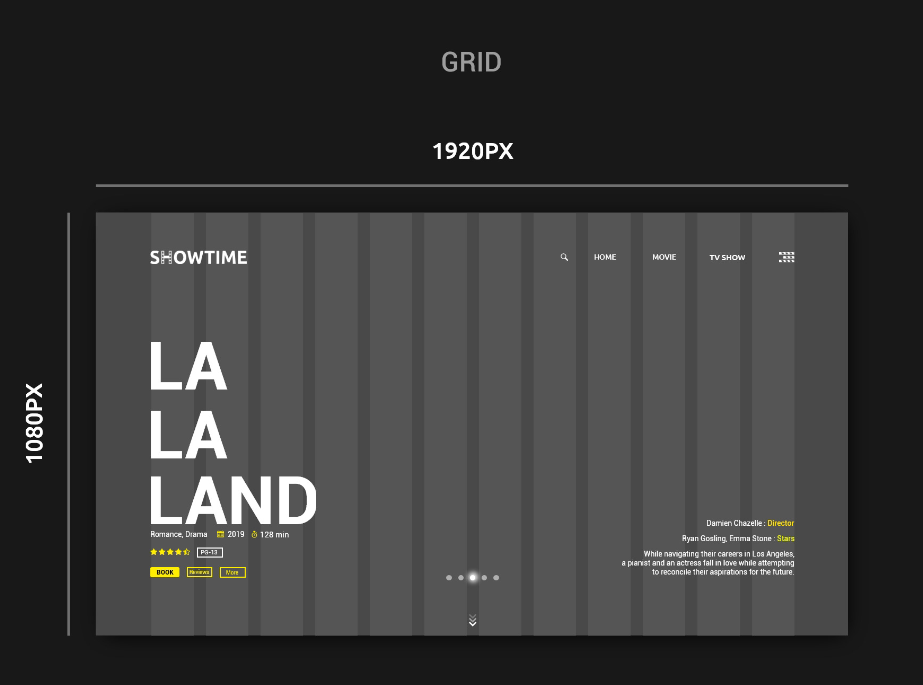 GRID
1920PX
1080PX
SHOWTIME
HOME MOVIE TV SHOW
LA
LA
LAND
Romance, Drama 2019 128 min
PG-13
BOOK Reviews More
Damien Chazelle : Director
Ryan Gosling, Emma Stone : Stars
While navigating their careers in Los Angeles,
a pianist and an actress fall in love while attempting
to reconcile their aspirations for the future.